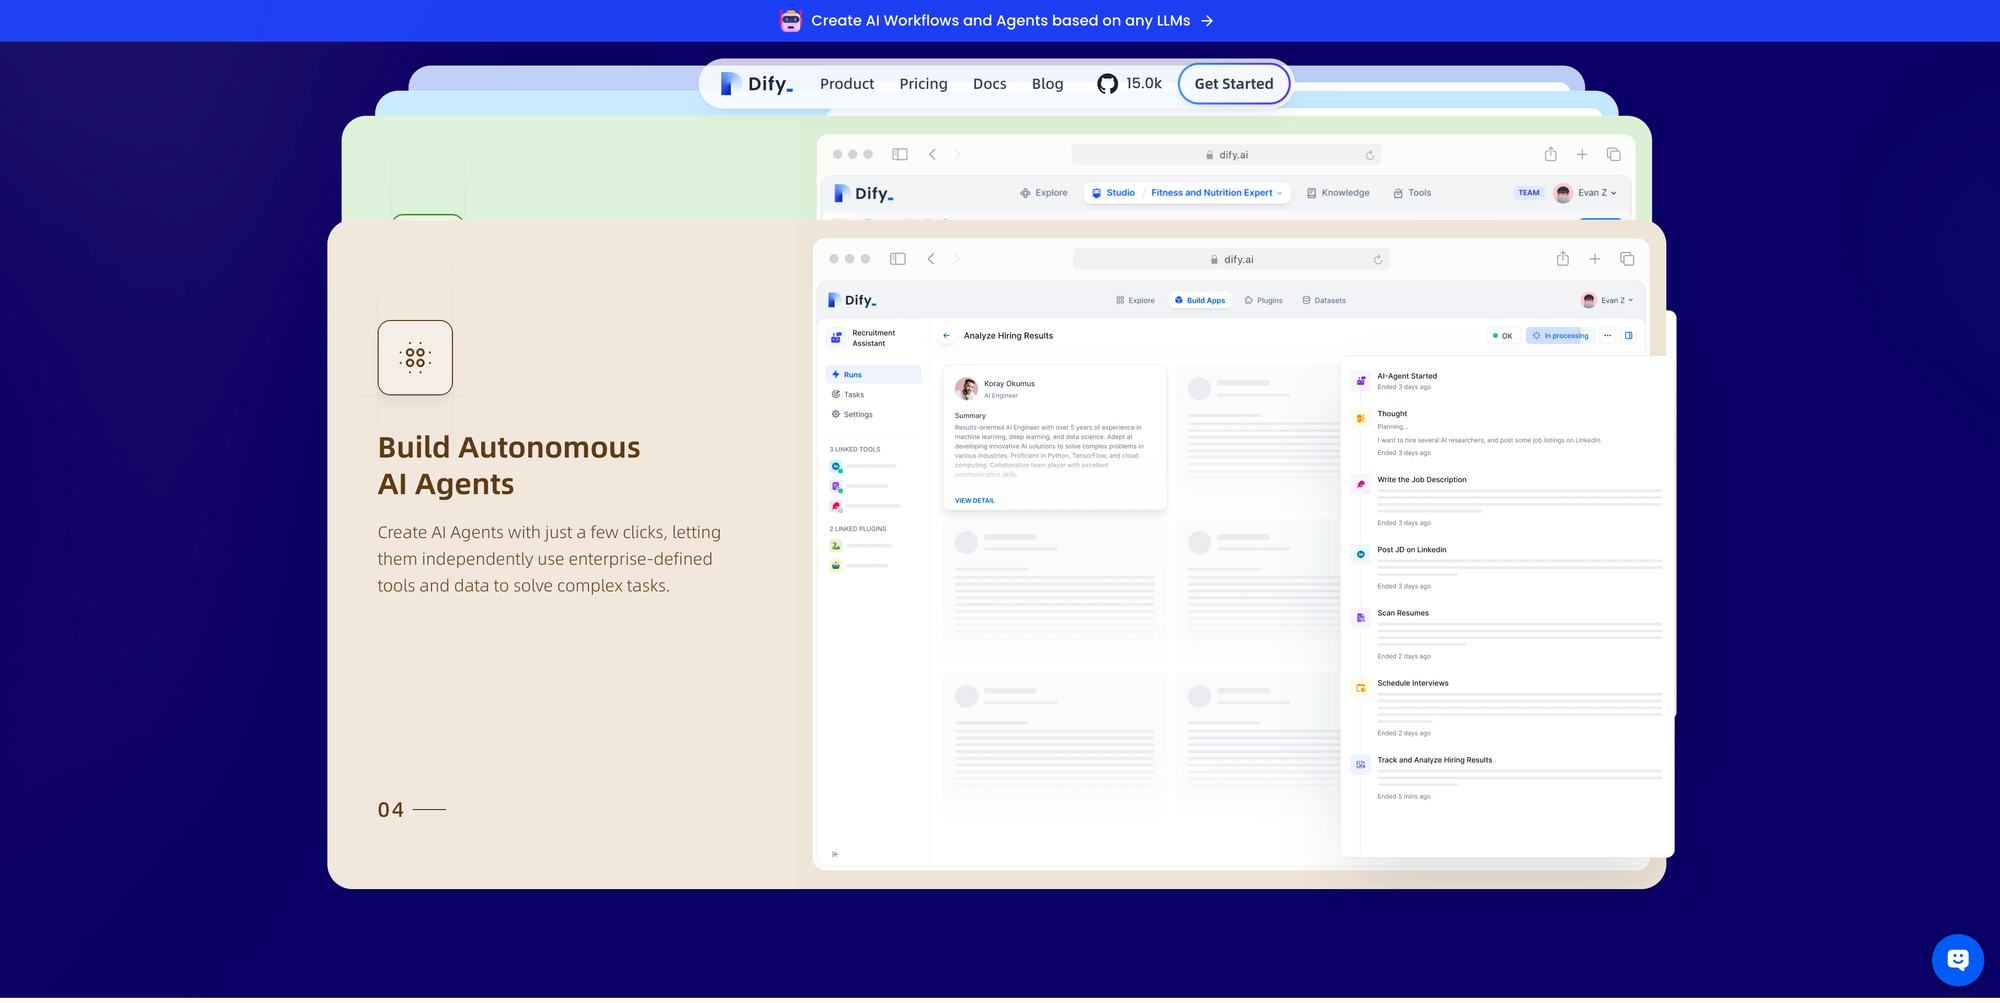 Create AI Workflows and Agents based on any LLMs →
Dify_
Product
Pricing
Docs
Blog
15.0k
Get Started
dify.ai
Dify_
Explore
Studio / Fitness and Nutrition Expert
Knowledge
Tools
TEAM
Evan Z
Build Autonomous
AI Agents
Create AI Agents with just a few clicks, letting
them independently use enterprise-defined
tools and data to solve complex tasks.
04
dify.ai
Dify_
Explore
Build Apps
Plugins
Datasets
Evan Z
Recruitment
Assistant
Runs
Tasks
Settings
3 LINKED TOOLS
2 LINKED PLUGINS
Analyze Hiring Results
OK
In processing
Koray Okumus
AI Engineer
Summary
Results-oriented AI Engineer with over 5 years of experience in
machine learning, deep learning, and data science. Adept at
developing innovative AI solutions to solve complex problems in
various industries. Proficient in Python, TensorFlow, and cloud
computing. Collaborative team player with excellent
communication skills.
VIEW DETAIL
AI-Agent Started
Ended 3 days ago
Thought
Planning...
I want to hire several AI researchers, and post some job listings on LinkedIn.
Ended 3 days ago
Write the Job Description
Ended 3 days ago
Post JD on Linkedin
Ended 3 days ago
Scan Resumes
Ended 2 days ago
Schedule Interviews
Ended 2 days ago
Track and Analyze Hiring Results
Ended 5 mins ago